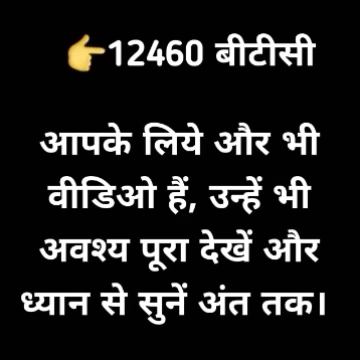 👉12460 बीटीसी
आपके लिये और भी
वीडिओ हैं, उन्हें भी
अवश्य पूरा देखें और
ध्यान से सुनें अंत तक।